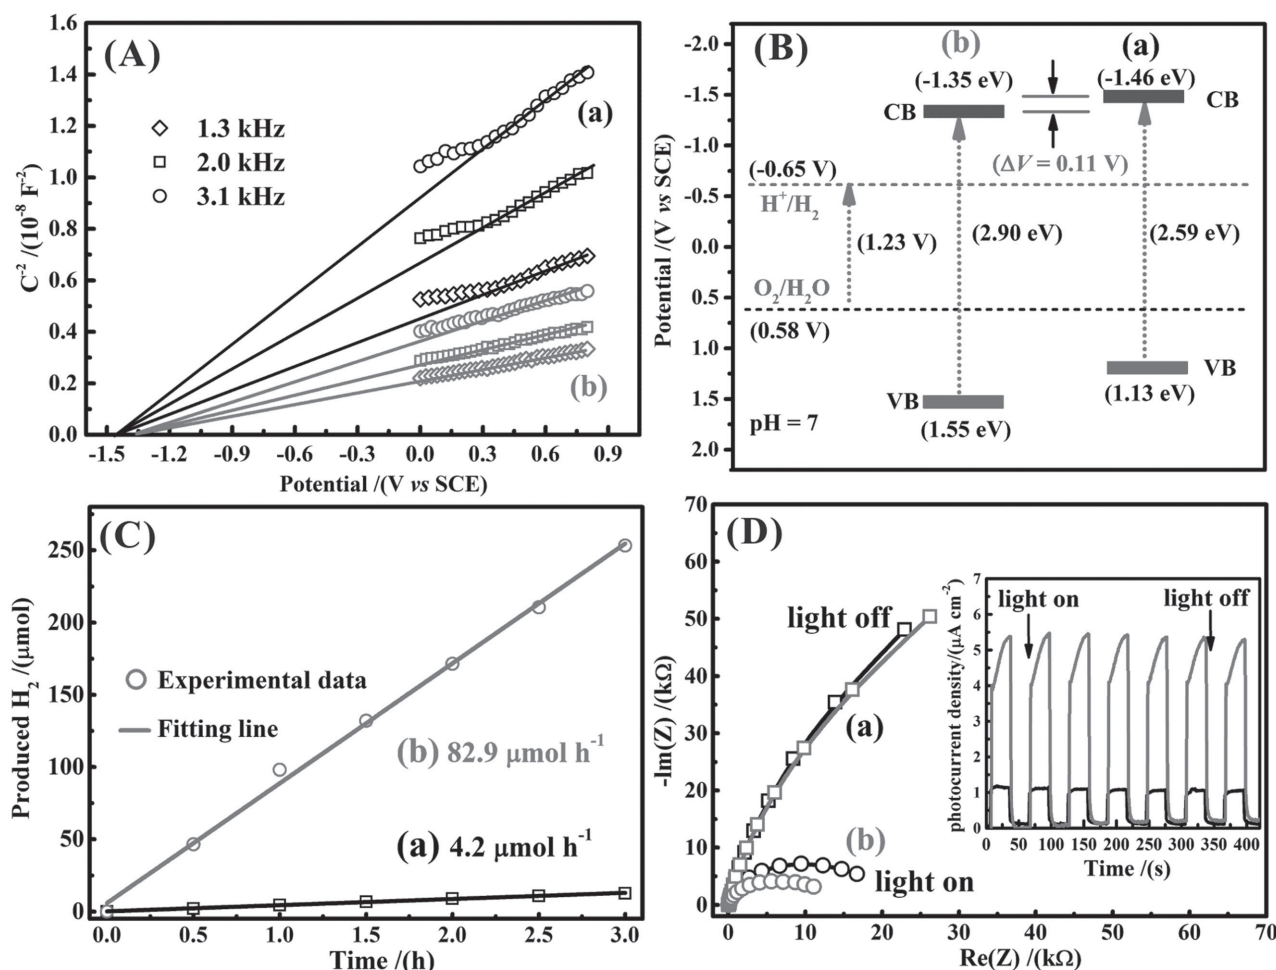 (A)
1.6
1.4
1.2
1.0
0.8
0.6
0.4
0.2
0.0
C⁻² /(10⁻⁸ F⁻²)
1.3 kHz
2.0 kHz
3.1 kHz
(a)
(b)
-1.5 -1.2 -0.9 -0.6 -0.3 0.0 0.3 0.6 0.9
Potential /(V vs SCE)
(B)
(b)
(a)
-2.0
-1.5
-1.0
-0.5
0.0
0.5
1.0
1.5
2.0
Potential /(V vs SCE)
(-1.35 eV)
(-1.46 eV)
CB
CB
(ΔV = 0.11 V)
(-0.65 V)
H⁺/H₂
(1.23 V)
(2.90 eV)
(2.59 eV)
O₂/H₂O
(0.58 V)
VB
VB
(1.13 eV)
(1.55 eV)
pH = 7
(C)
250
200
150
100
50
0
Produced H₂ /(μmol)
Experimental data
Fitting line
(b) 82.9 μmol h⁻¹
(a) 4.2 μmol h⁻¹
0.0 0.5 1.0 1.5 2.0 2.5 3.0
Time /(h)
(D)
70
60
50
40
30
20
10
0
-Im(Z) /(kΩ)
light off
(a)
(b)
light on
0 10 20 30 40 50 60 70
Re(Z) /(kΩ)
7
6
5
4
3
2
1
0
photocurrent density/(μA cm⁻²)
light on
light off
0 50 100 150 200 250 300 350 400
Time /(s)